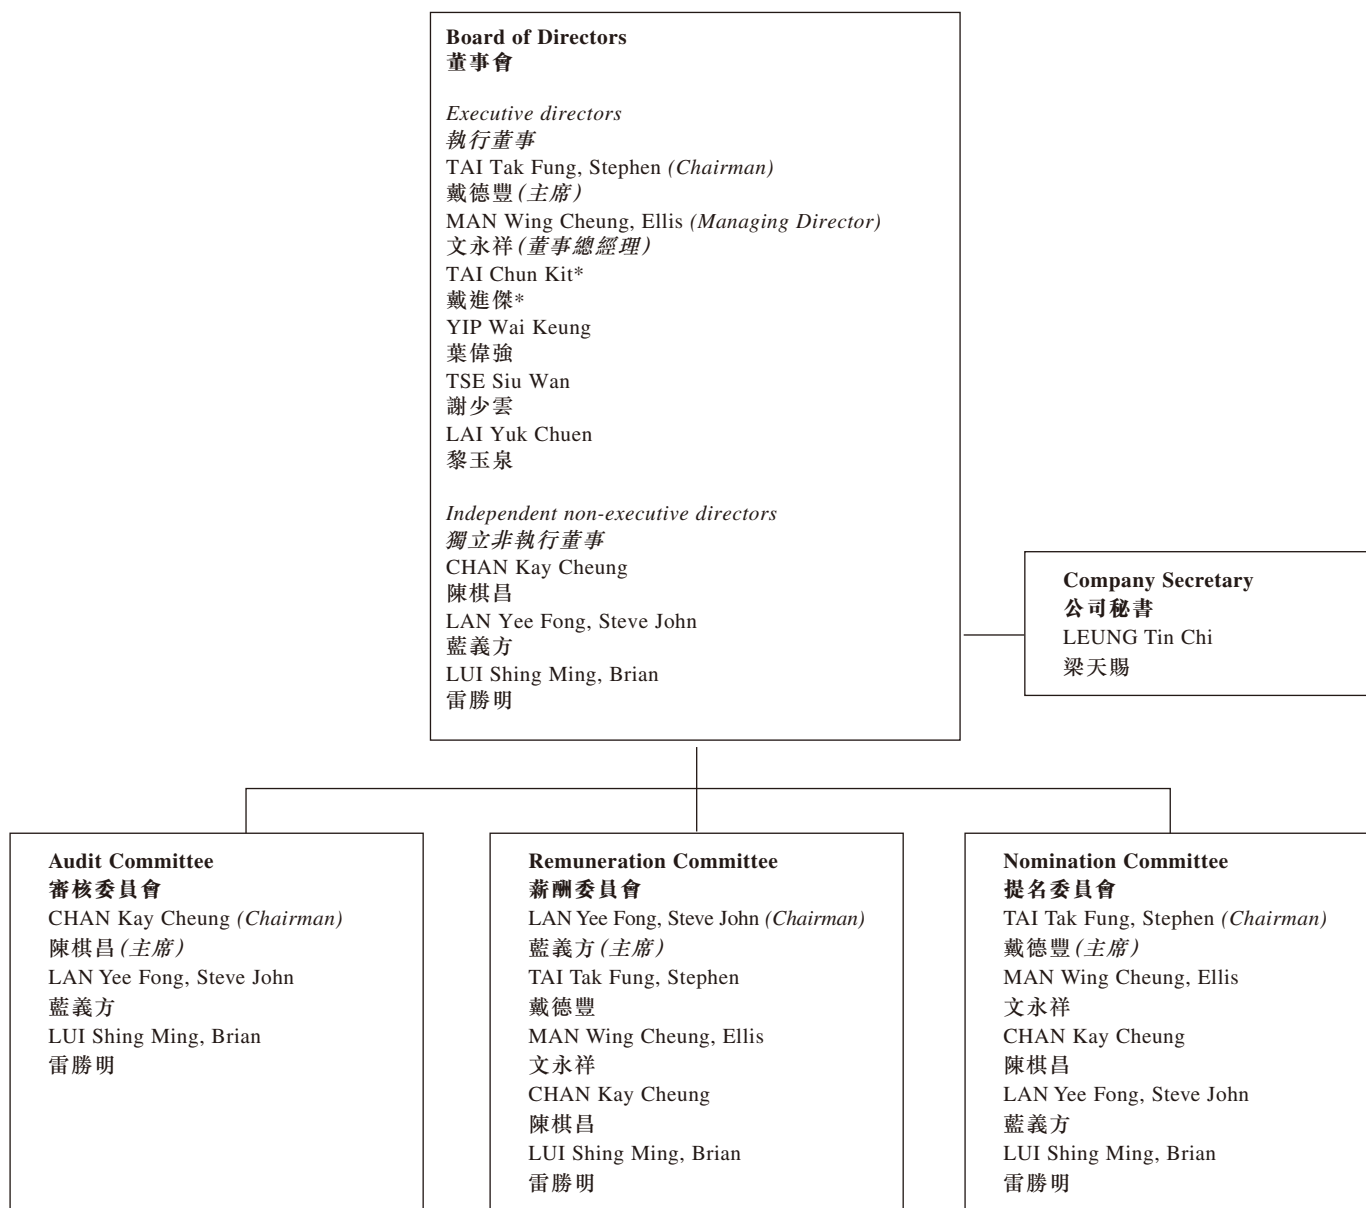 Board of Directors
董事會
Executive directors
執行董事
TAI Tak Fung, Stephen (Chairman)
戴德豐(主席)
MAN Wing Cheung, Ellis (Managing Director)
文永祥(董事總經理)
TAI Chun Kit*
戴進傑*
YIP Wai Keung
葉偉強
TSE Siu Wan
謝少雲
LAI Yuk Chuen
黎玉泉
Independent non-executive directors
獨立非執行董事
CHAN Kay Cheung
陳棋昌
LAN Yee Fong, Steve John
藍義方
LUI Shing Ming, Brian
雷勝明
Company Secretary
公司秘書
LEUNG Tin Chi
梁天賜
Audit Committee
審核委員會
CHAN Kay Cheung (Chairman)
陳棋昌(主席)
LAN Yee Fong, Steve John
藍義方
LUI Shing Ming, Brian
雷勝明
Remuneration Committee
薪酬委員會
LAN Yee Fong, Steve John (Chairman)
藍義方(主席)
TAI Tak Fung, Stephen
戴德豐
MAN Wing Cheung, Ellis
文永祥
CHAN Kay Cheung
陳棋昌
LUI Shing Ming, Brian
雷勝明
Nomination Committee
提名委員會
TAI Tak Fung, Stephen (Chairman)
戴德豐(主席)
MAN Wing Cheung, Ellis
文永祥
CHAN Kay Cheung
陳棋昌
LAN Yee Fong, Steve John
藍義方
LUI Shing Ming, Brian
雷勝明